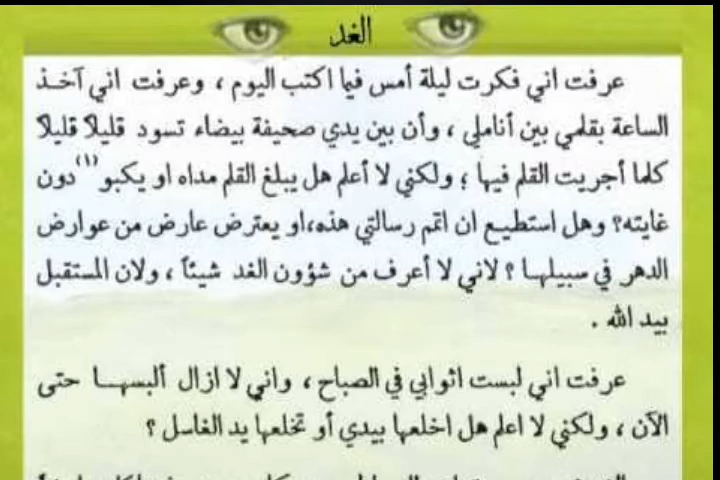 الغد
عرفت اني فكرت ليلة أمس فيا اكتب اليوم ، وعرفت اني آخذ
الساعة بقلمي بين أناملي ، وأن بين يدي صحيفة بيضاء تسود قليلاً قليلاً
كلما أجريت القلم فيها ؛ ولكني لا أعلم هل يبلغ القلم مداه او يكبو (١) دون
غايته؟ وهل استطيع ان اتمم رسالتي هذه،او يعترض عارض من عوارض
الدهر في سبيلها ؟ لاني لا أعرف من شؤون الغد شيئاً ، ولان المستقبل
بيد الله .
عرفت اني لبست اثوابي في الصباح ، واني لا ازال ألبسها حتى
الآن ، ولكني لا اعلم هل اخلعها بيدي أو تخلعها يد الغاسل ؟